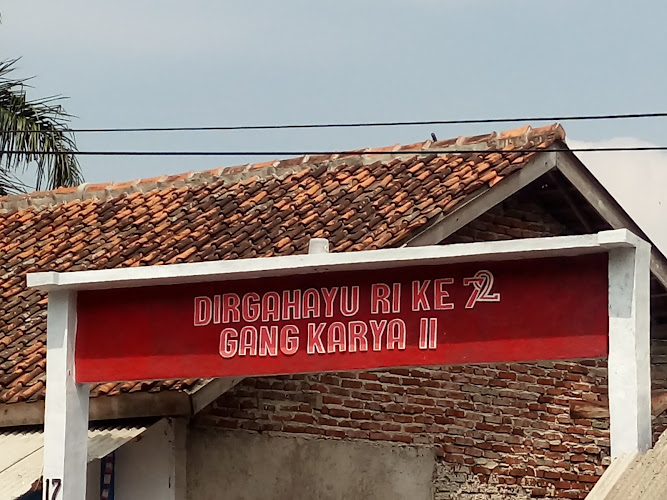 DIRGAHAYU RI KE 72
GANG KARYA II
17